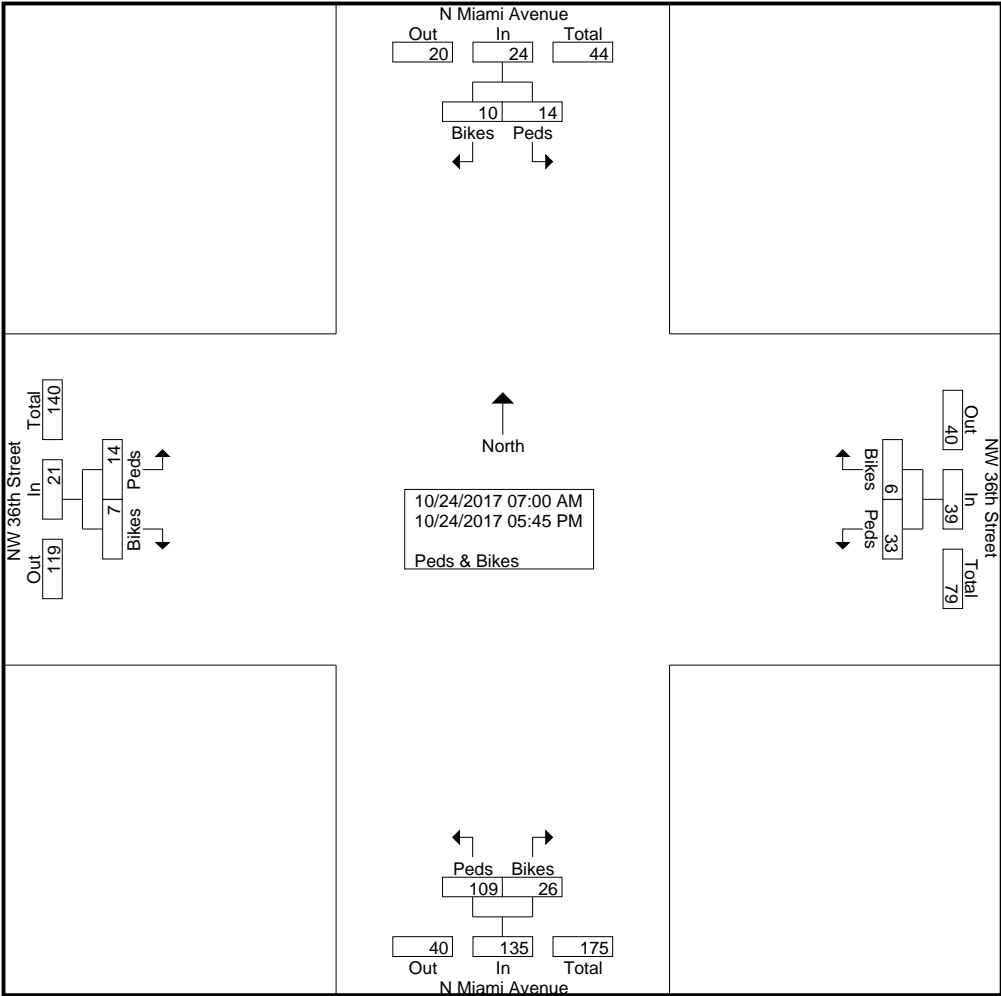 N Miami Avenue
Out In Total
20 24 44
10 14
Bikes Peds
NW 36th Street
Total In Out
140 21 119
14 7
Peds Bikes
North
10/24/2017 07:00 AM
10/24/2017 05:45 PM
Peds & Bikes
NW 36th Street
Out In Total
40 39 79
6 33
Bikes Peds
Peds Bikes
109 26
40 135 175
Out In Total
N Miami Avenue